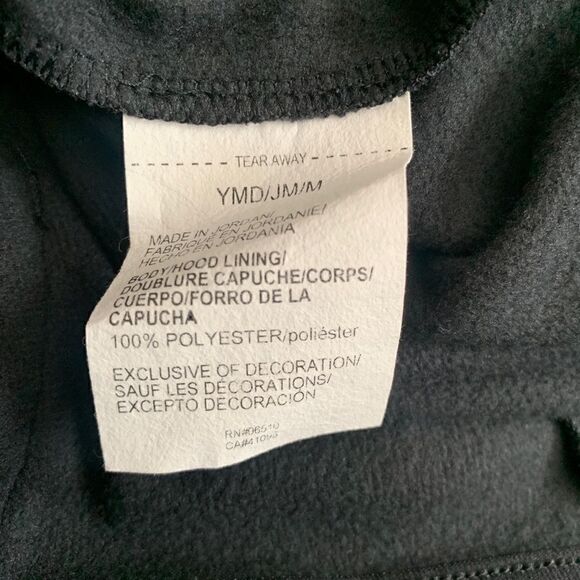 TEAR AWAY
YMD/JM/M
MADE IN JORDAN/
FABRIQUÉ EN JORDANIE/
HECHO EN JORDANIA
BODY/HOOD LINING/
DOUBLURE CAPUCHE/CORPS/
CUERPO/FORRO DE LA
CAPUCHA
100% POLYESTER/poliéster
EXCLUSIVE OF DECORATION/
SAUF LES DÉCORATIONS/
EXCEPTO DECORACIÓN